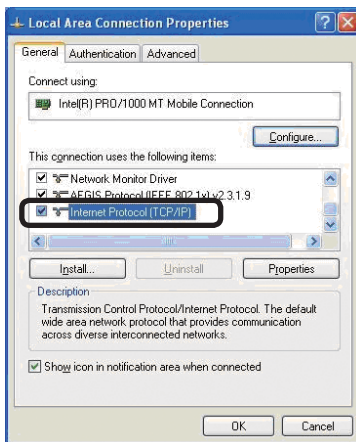 Local Area Connection Properties
General Authentication Advanced
Connect using:
Intel(R) PRO/1000 MT Mobile Connection
Configure...
This connection uses the following items:
Network Monitor Driver
AEGIS Protocol (IEEE 802.1x) v2.3.1.9
Internet Protocol (TCP/IP)
Install... Uninstall Properties
Description
Transmission Control Protocol/Internet Protocol. The default
wide area network protocol that provides communication
across diverse interconnected networks.
Show icon in notification area when connected
OK Cancel